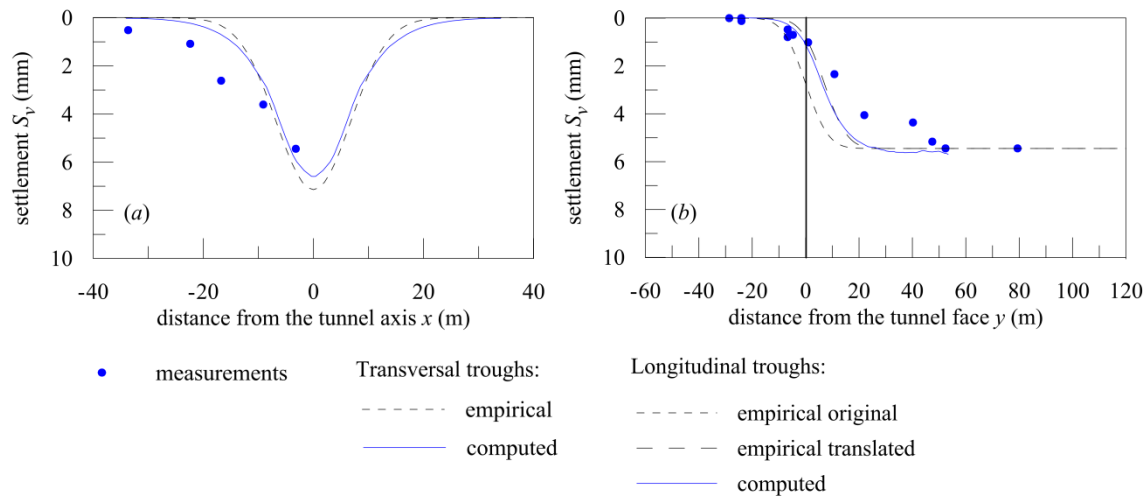 settlement Sv (mm)
0
2
4
6
8
10
(a)
-40 -20 0 20 40
distance from the tunnel axis x (m)
settlement Sv (mm)
0
2
4
6
8
10
(b)
-60 -40 -20 0 20 40 60 80 100 120
distance from the tunnel face y (m)
measurements
Transversal troughs:
empirical
computed
Longitudinal troughs:
empirical original
empirical translated
computed